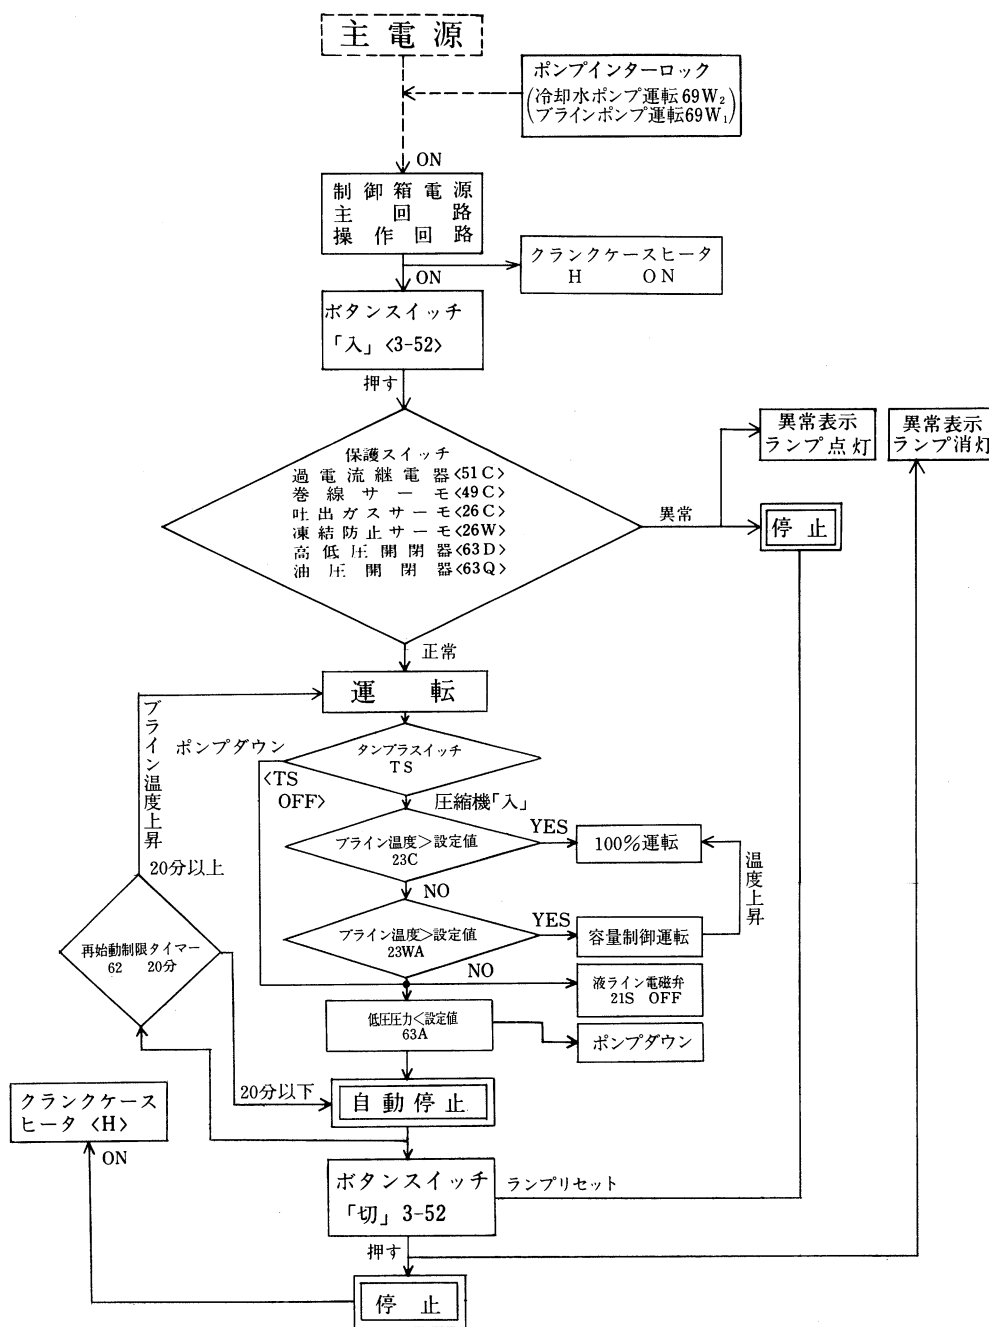 主電源
ポンプインターロック
(冷却水ポンプ運転69W₂
ブラインポンプ運転69W₁)
ON
制御箱電源
主回路
操作回路
クランクケースヒータ
H ON
ON
ボタンスイッチ
「入」<3-52>
押す
保護スイッチ
過電流継電器<51C>
巻線サーモ<49C>
吐出ガスサーモ<26C>
凍結防止サーモ<26W>
高低圧開閉器<63D>
油圧開閉器<63Q>
異常
異常表示
ランプ点灯
異常表示
ランプ消灯
停止
正常
運転
ブライン温度上昇
ポンプダウン
<TS
OFF>
タンブラスイッチ
TS
圧縮機「入」
ブライン温度>設定値
23C
YES
100%運転
温度上昇
NO
ブライン温度>設定値
23WA
YES
容量制御運転
NO
液ライン電磁弁
21S OFF
20分以上
再始動制限タイマー
62 20分
低圧圧力<設定値
63A
ポンプダウン
20分以下
自動停止
クランクケース
ヒータ<H>
ON
ボタンスイッチ
「切」3-52
ランプリセット
押す
停止